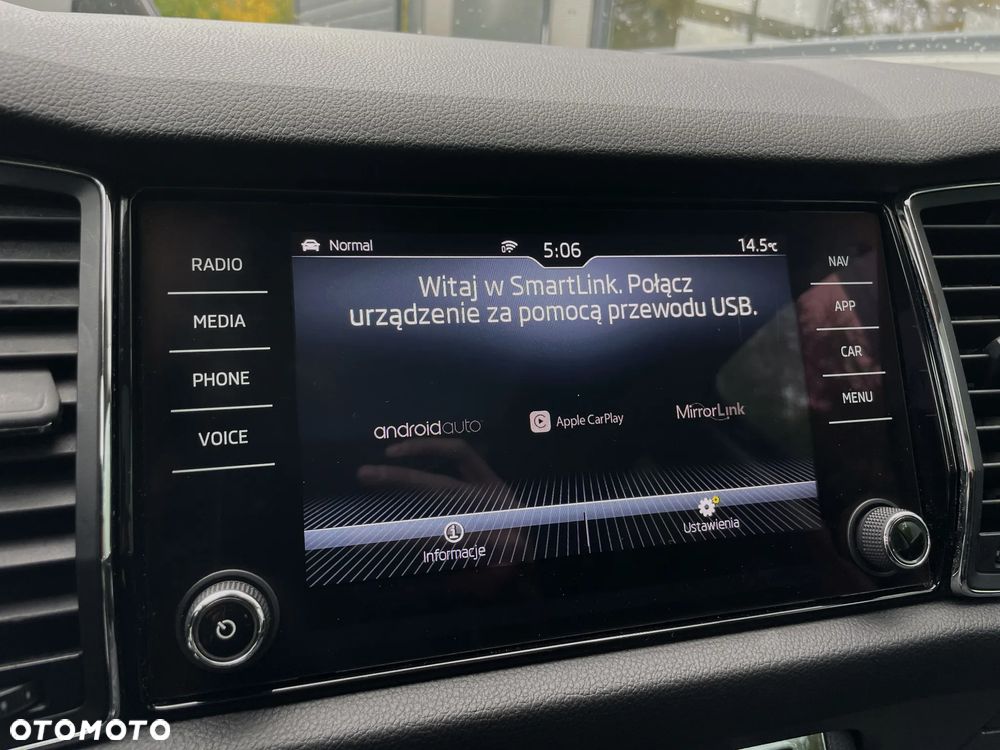 RADIO
MEDIA
PHONE
VOICE
Normal
5:06
14.5°C
Witaj w SmartLink. Połącz
urządzenie za pomocą przewodu USB.
androidauto
Apple CarPlay
MirrorLink
Informacje
Ustawienia
NAV
APP
CAR
MENU
OTOMOTO